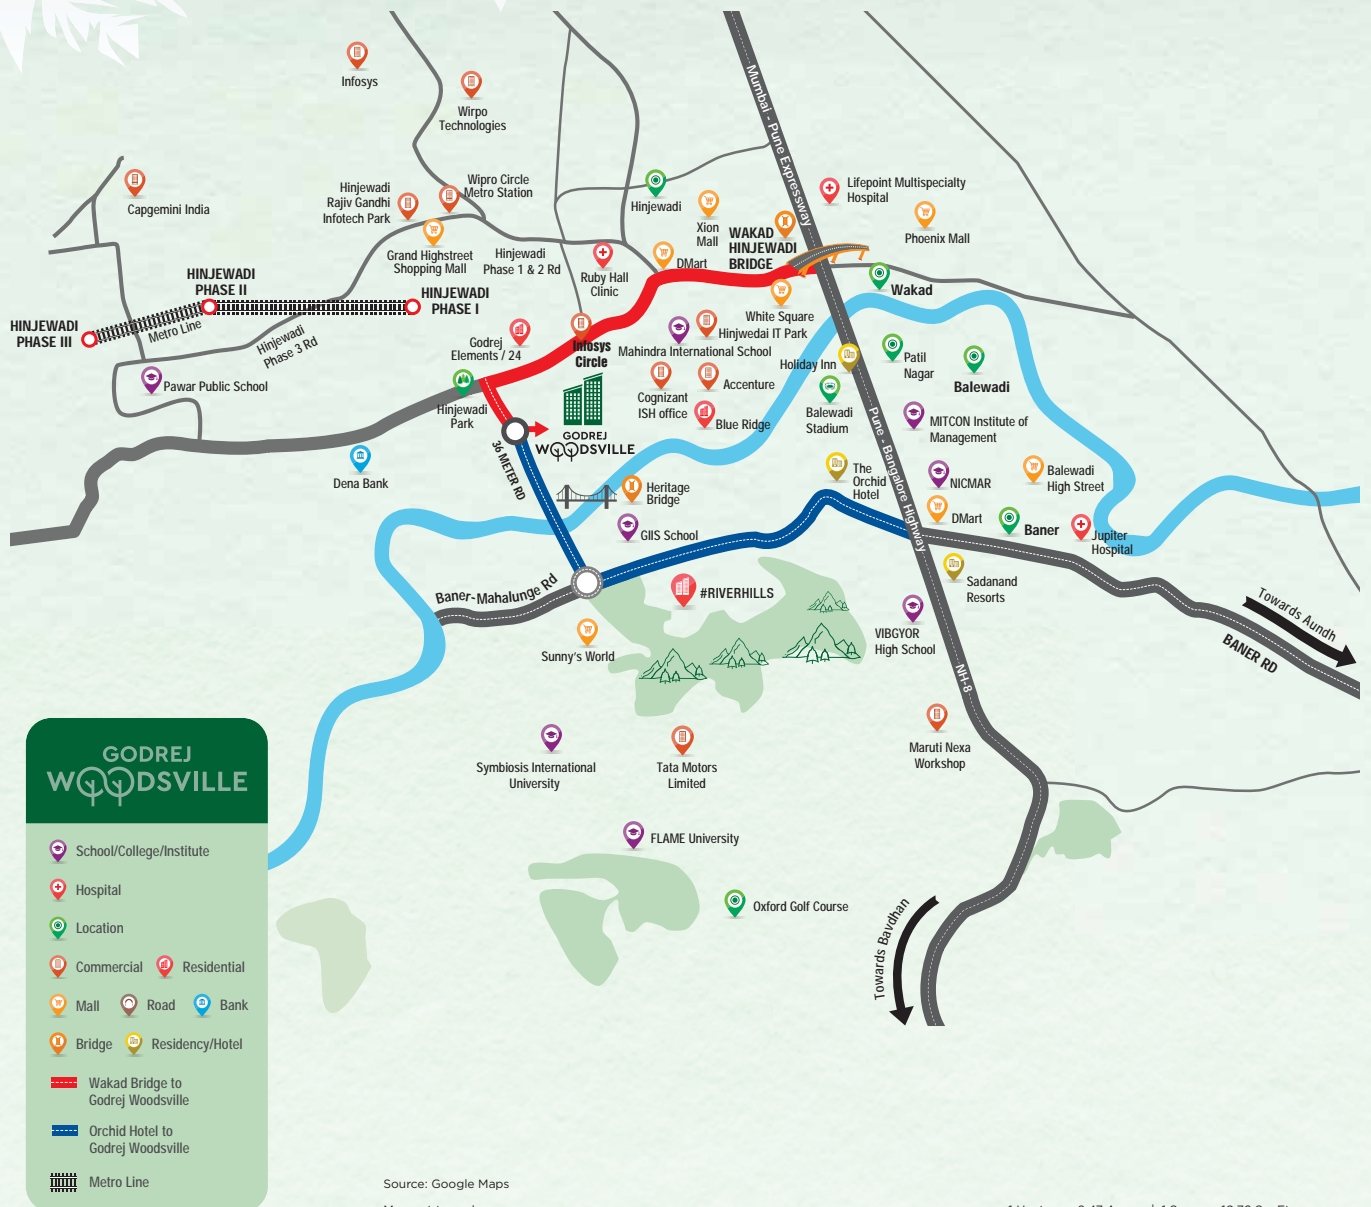 Infosys
Wirpo
Technologies
Mumbai - Pune Expressway
Capgemini India
Hinjewadi
Rajiv Gandhi
Infotech Park
Wipro Circle
Metro Station
Hinjewadi
Xion
Mall
Lifepoint Multispecialty
Hospital
Phoenix Mall
WAKAD
HINJEWADI
BRIDGE
Grand Highstreet
Shopping Mall
Hinjewadi
Phase 1 & 2 Rd
Ruby Hall
Clinic
DMart
Wakad
HINJEWADI
PHASE II
HINJEWADI
PHASE I
HINJEWADI
PHASE III
Metro Line
Hinjewadi
Phase 3 Rd
White Square
Hinjwedai IT Park
Godrej
Elements / 24
Infosys
Circle
Mahindra International School
Holiday Inn
Patil
Nagar
Balewadi
Pawar Public School
Cognizant
ISH office
Accenture
Blue Ridge
Balewadi
Stadium
MITCON Institute of
Management
Hinjewadi
Park
GODREJ
WOODSVILLE
36 METER RD
Pune - Bangalore Highway
Dena Bank
Heritage
Bridge
The
Orchid
Hotel
NICMAR
Balewadi
High Street
DMart
Baner
Jupiter
Hospital
GIIS School
Sadanand
Resorts
Baner-Mahalunge Rd
#RIVERHILLS
Towards Aundh
BANER RD
VIBGYOR
High School
Sunny's World
NH-8
Maruti Nexa
Workshop
Symbiosis International
University
Tata Motors
Limited
FLAME University
Oxford Golf Course
Towards Bavdhan
GODREJ
WOODSVILLE
School/College/Institute
Hospital
Location
Commercial Residential
Mall Road Bank
Bridge Residency/Hotel
Wakad Bridge to
Godrej Woodsville
Orchid Hotel to
Godrej Woodsville
Metro Line
Source: Google Maps